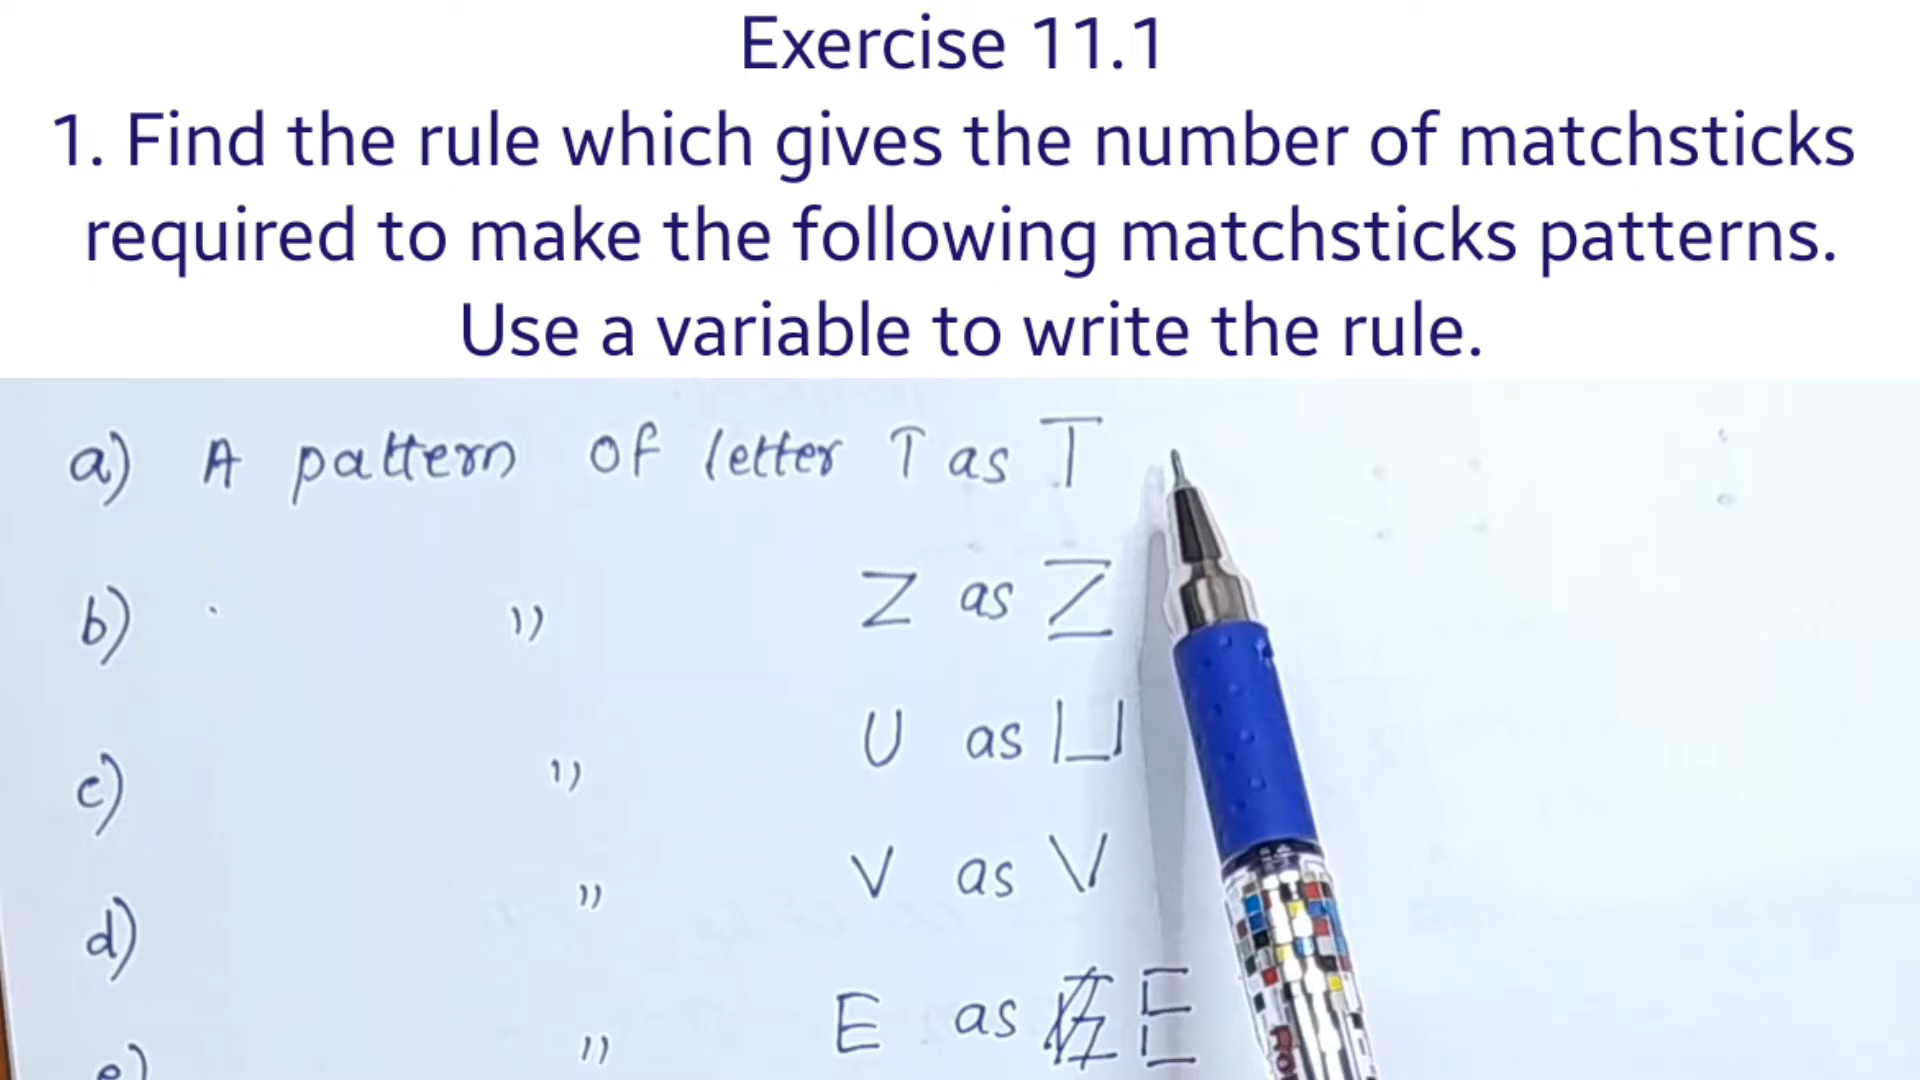 Exercise 11.1
1. Find the rule which gives the number of matchsticks
required to make the following matchsticks patterns.
Use a variable to write the rule.
a) A pattern of letter T as T
b) " Z as Z
c) " U as U
d) " V as V
e) " E as E